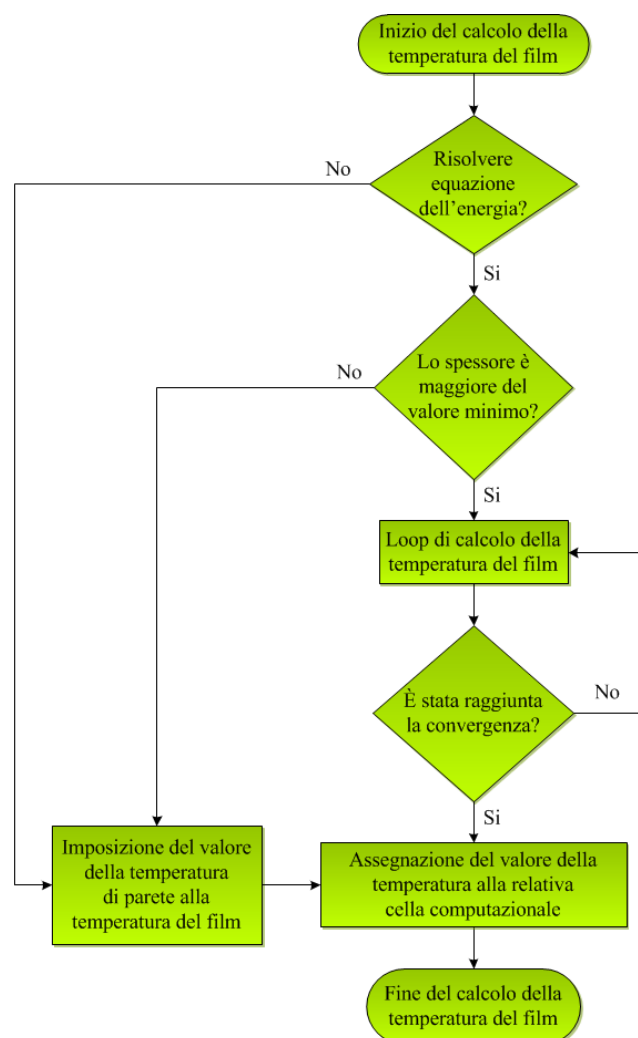 Inizio del calcolo della
temperatura del film
No
Risolvere
equazione
dell'energia?
Si
No
Lo spessore è
maggiore del
valore minimo?
Si
Loop di calcolo della
temperatura del film
È stata raggiunta
la convergenza?
No
Si
Imposizione del valore
della temperatura
di parete alla
temperatura del film
Assegnazione del valore della
temperatura alla relativa
cella computazionale
Fine del calcolo della
temperatura del film